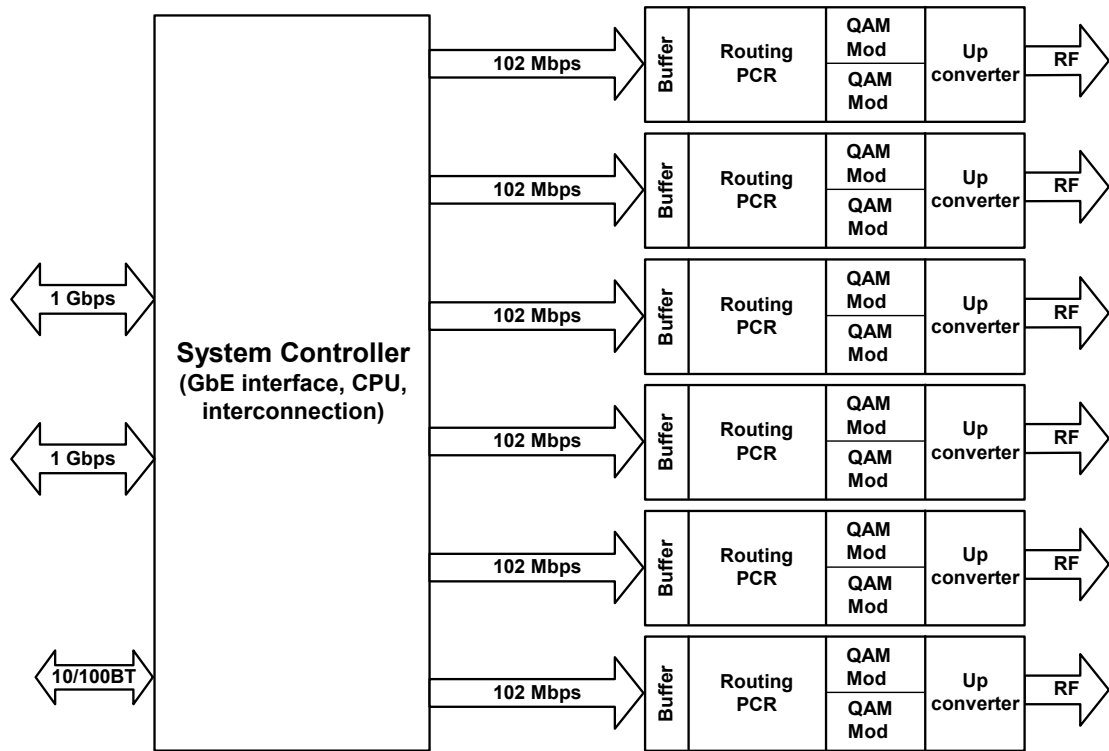 102 Mbps
Buffer
Routing
PCR
QAM
Mod
QAM
Mod
Up
converter
RF
102 Mbps
Buffer
Routing
PCR
QAM
Mod
QAM
Mod
Up
converter
RF
1 Gbps
102 Mbps
Buffer
Routing
PCR
QAM
Mod
QAM
Mod
Up
converter
RF
System Controller
(GbE interface, CPU,
interconnection)
1 Gbps
102 Mbps
Buffer
Routing
PCR
QAM
Mod
QAM
Mod
Up
converter
RF
102 Mbps
Buffer
Routing
PCR
QAM
Mod
QAM
Mod
Up
converter
RF
10/100BT
102 Mbps
Buffer
Routing
PCR
QAM
Mod
QAM
Mod
Up
converter
RF